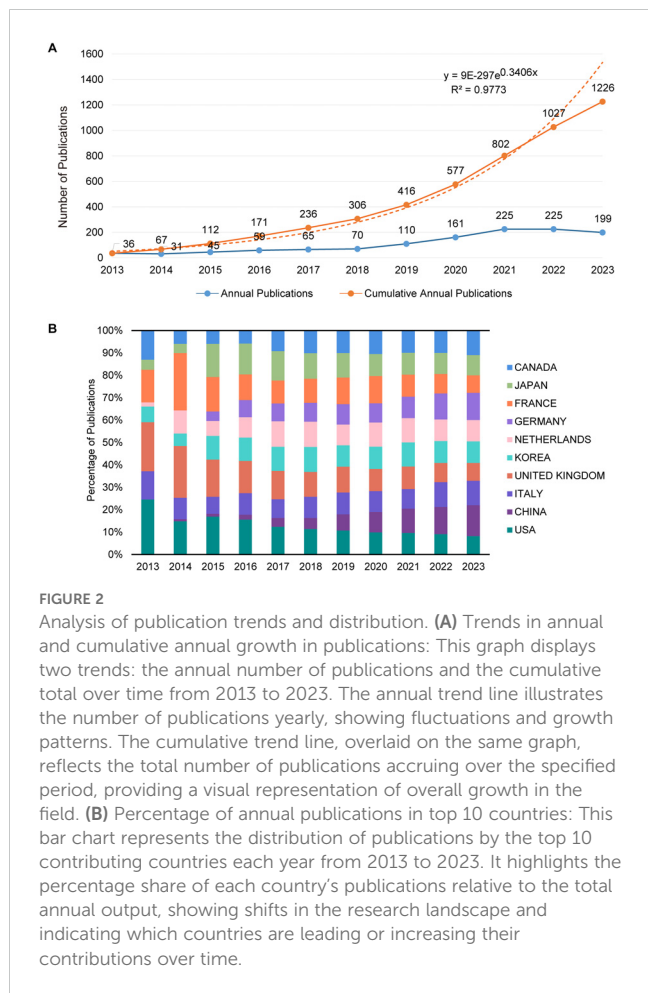 A
1600
1400
1200
1000
800
600
400
200
0
Number of Publications
y = 9E-297e^0.3406x
R² = 0.9773
36 67 112 171 236 306 416 577 802 1027 1226
31 45 59 65 70 110 161 225 225 199
2013 2014 2015 2016 2017 2018 2019 2020 2021 2022 2023
Annual Publications Cumulative Annual Publications
B
100%
90%
80%
70%
60%
50%
40%
30%
20%
10%
0%
Percentage of Publications
2013 2014 2015 2016 2017 2018 2019 2020 2021 2022 2023
CANADA
JAPAN
FRANCE
GERMANY
NETHERLANDS
KOREA
UNITED KINGDOM
ITALY
CHINA
USA
FIGURE 2
Analysis of publication trends and distribution. (A) Trends in annual
and cumulative annual growth in publications: This graph displays
two trends: the annual number of publications and the cumulative
total over time from 2013 to 2023. The annual trend line illustrates
the number of publications yearly, showing fluctuations and growth
patterns. The cumulative trend line, overlaid on the same graph,
reflects the total number of publications accruing over the specified
period, providing a visual representation of overall growth in the
field. (B) Percentage of annual publications in top 10 countries: This
bar chart represents the distribution of publications by the top 10
contributing countries each year from 2013 to 2023. It highlights the
percentage share of each country's publications relative to the total
annual output, showing shifts in the research landscape and
indicating which countries are leading or increasing their
contributions over time.